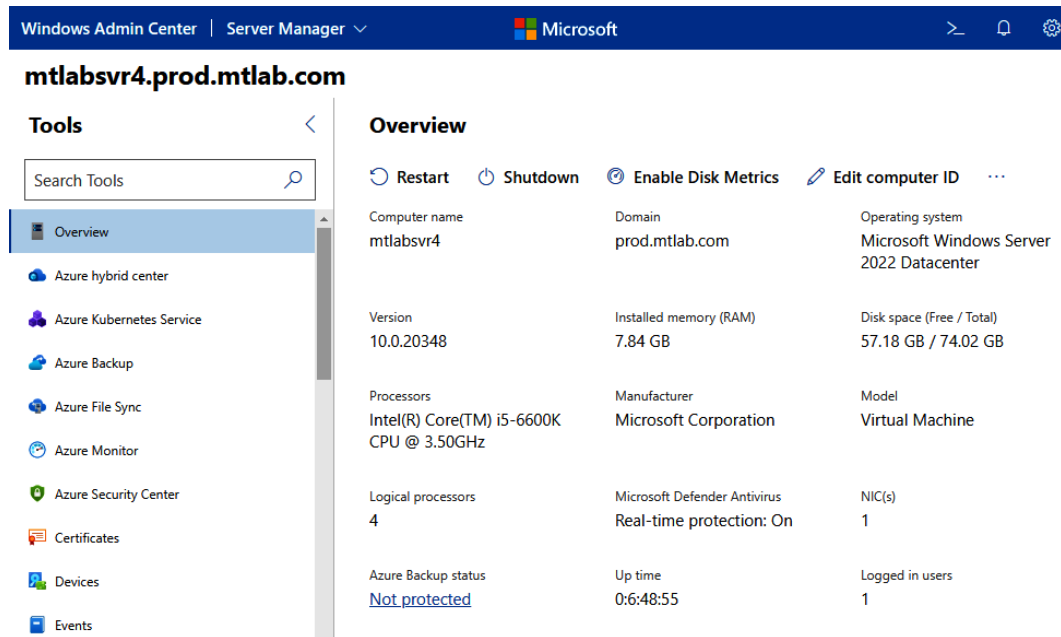 Windows Admin Center | Server Manager
Microsoft
mtlabsvr4.prod.mtlab.com
Tools
Search Tools
Overview
Azure hybrid center
Azure Kubernetes Service
Azure Backup
Azure File Sync
Azure Monitor
Azure Security Center
Certificates
Devices
Events
Overview
Restart Shutdown Enable Disk Metrics Edit computer ID ...
Computer name
mtlabsvr4
Domain
prod.mtlab.com
Operating system
Microsoft Windows Server
2022 Datacenter
Version
10.0.20348
Installed memory (RAM)
7.84 GB
Disk space (Free / Total)
57.18 GB / 74.02 GB
Processors
Intel(R) Core(TM) i5-6600K
CPU @ 3.50GHz
Manufacturer
Microsoft Corporation
Model
Virtual Machine
Logical processors
4
Microsoft Defender Antivirus
Real-time protection: On
NIC(s)
1
Azure Backup status
Not protected
Up time
0:6:48:55
Logged in users
1